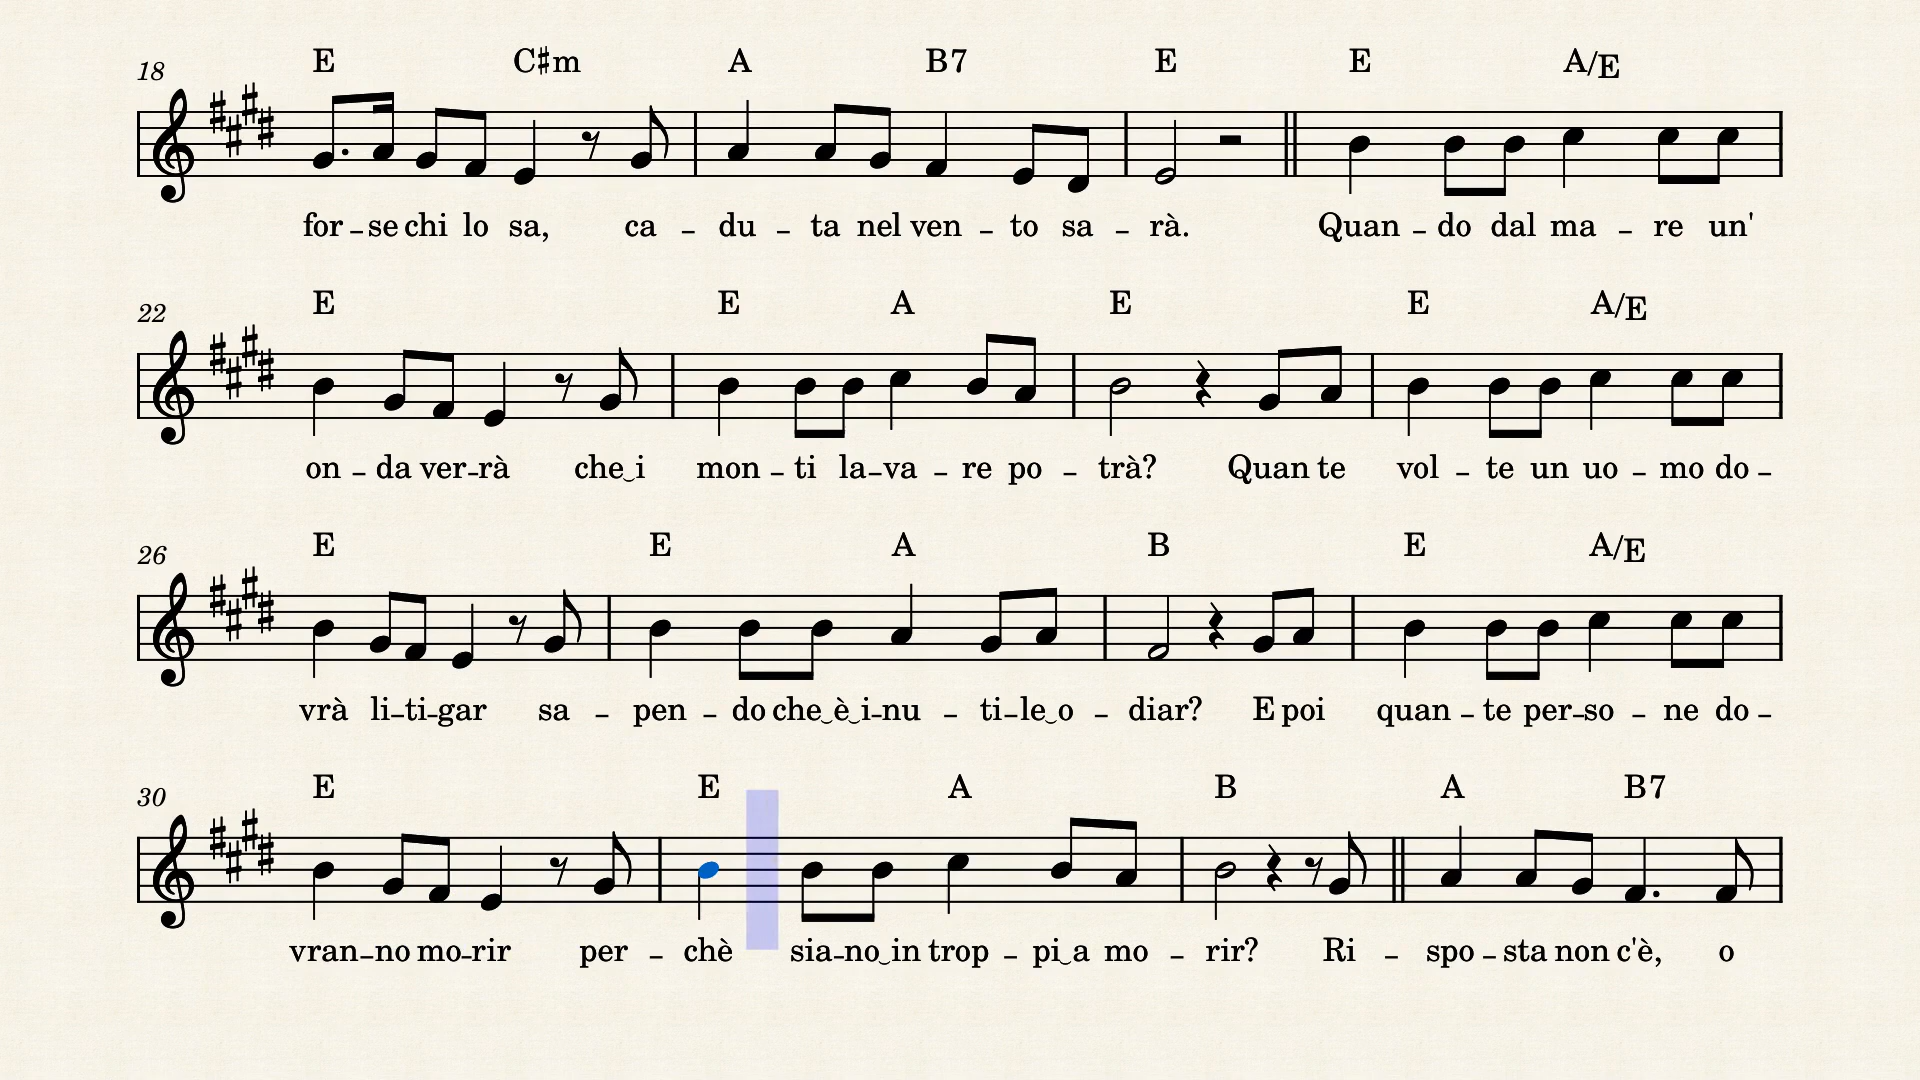 E C♯m A B7 E E A/E
18
for – se chi lo sa, ca – du – ta nel ven – to sa – rà. Quan – do dal ma – re un'
E E A E E A/E
22
on – da ver – rà che‿i mon – ti la – va – re po – trà? Quan te vol – te un uo – mo do –
E E A B E A/E
26
vrà li – ti – gar sa – pen – do che‿è‿i – nu – ti – le‿o – diar? E poi quan – te per – so – ne do –
E E A B A B7
30
vran – no mo – rir per – chè sia – no‿in trop – pi‿a mo – rir? Ri – spo – sta non c'è, o